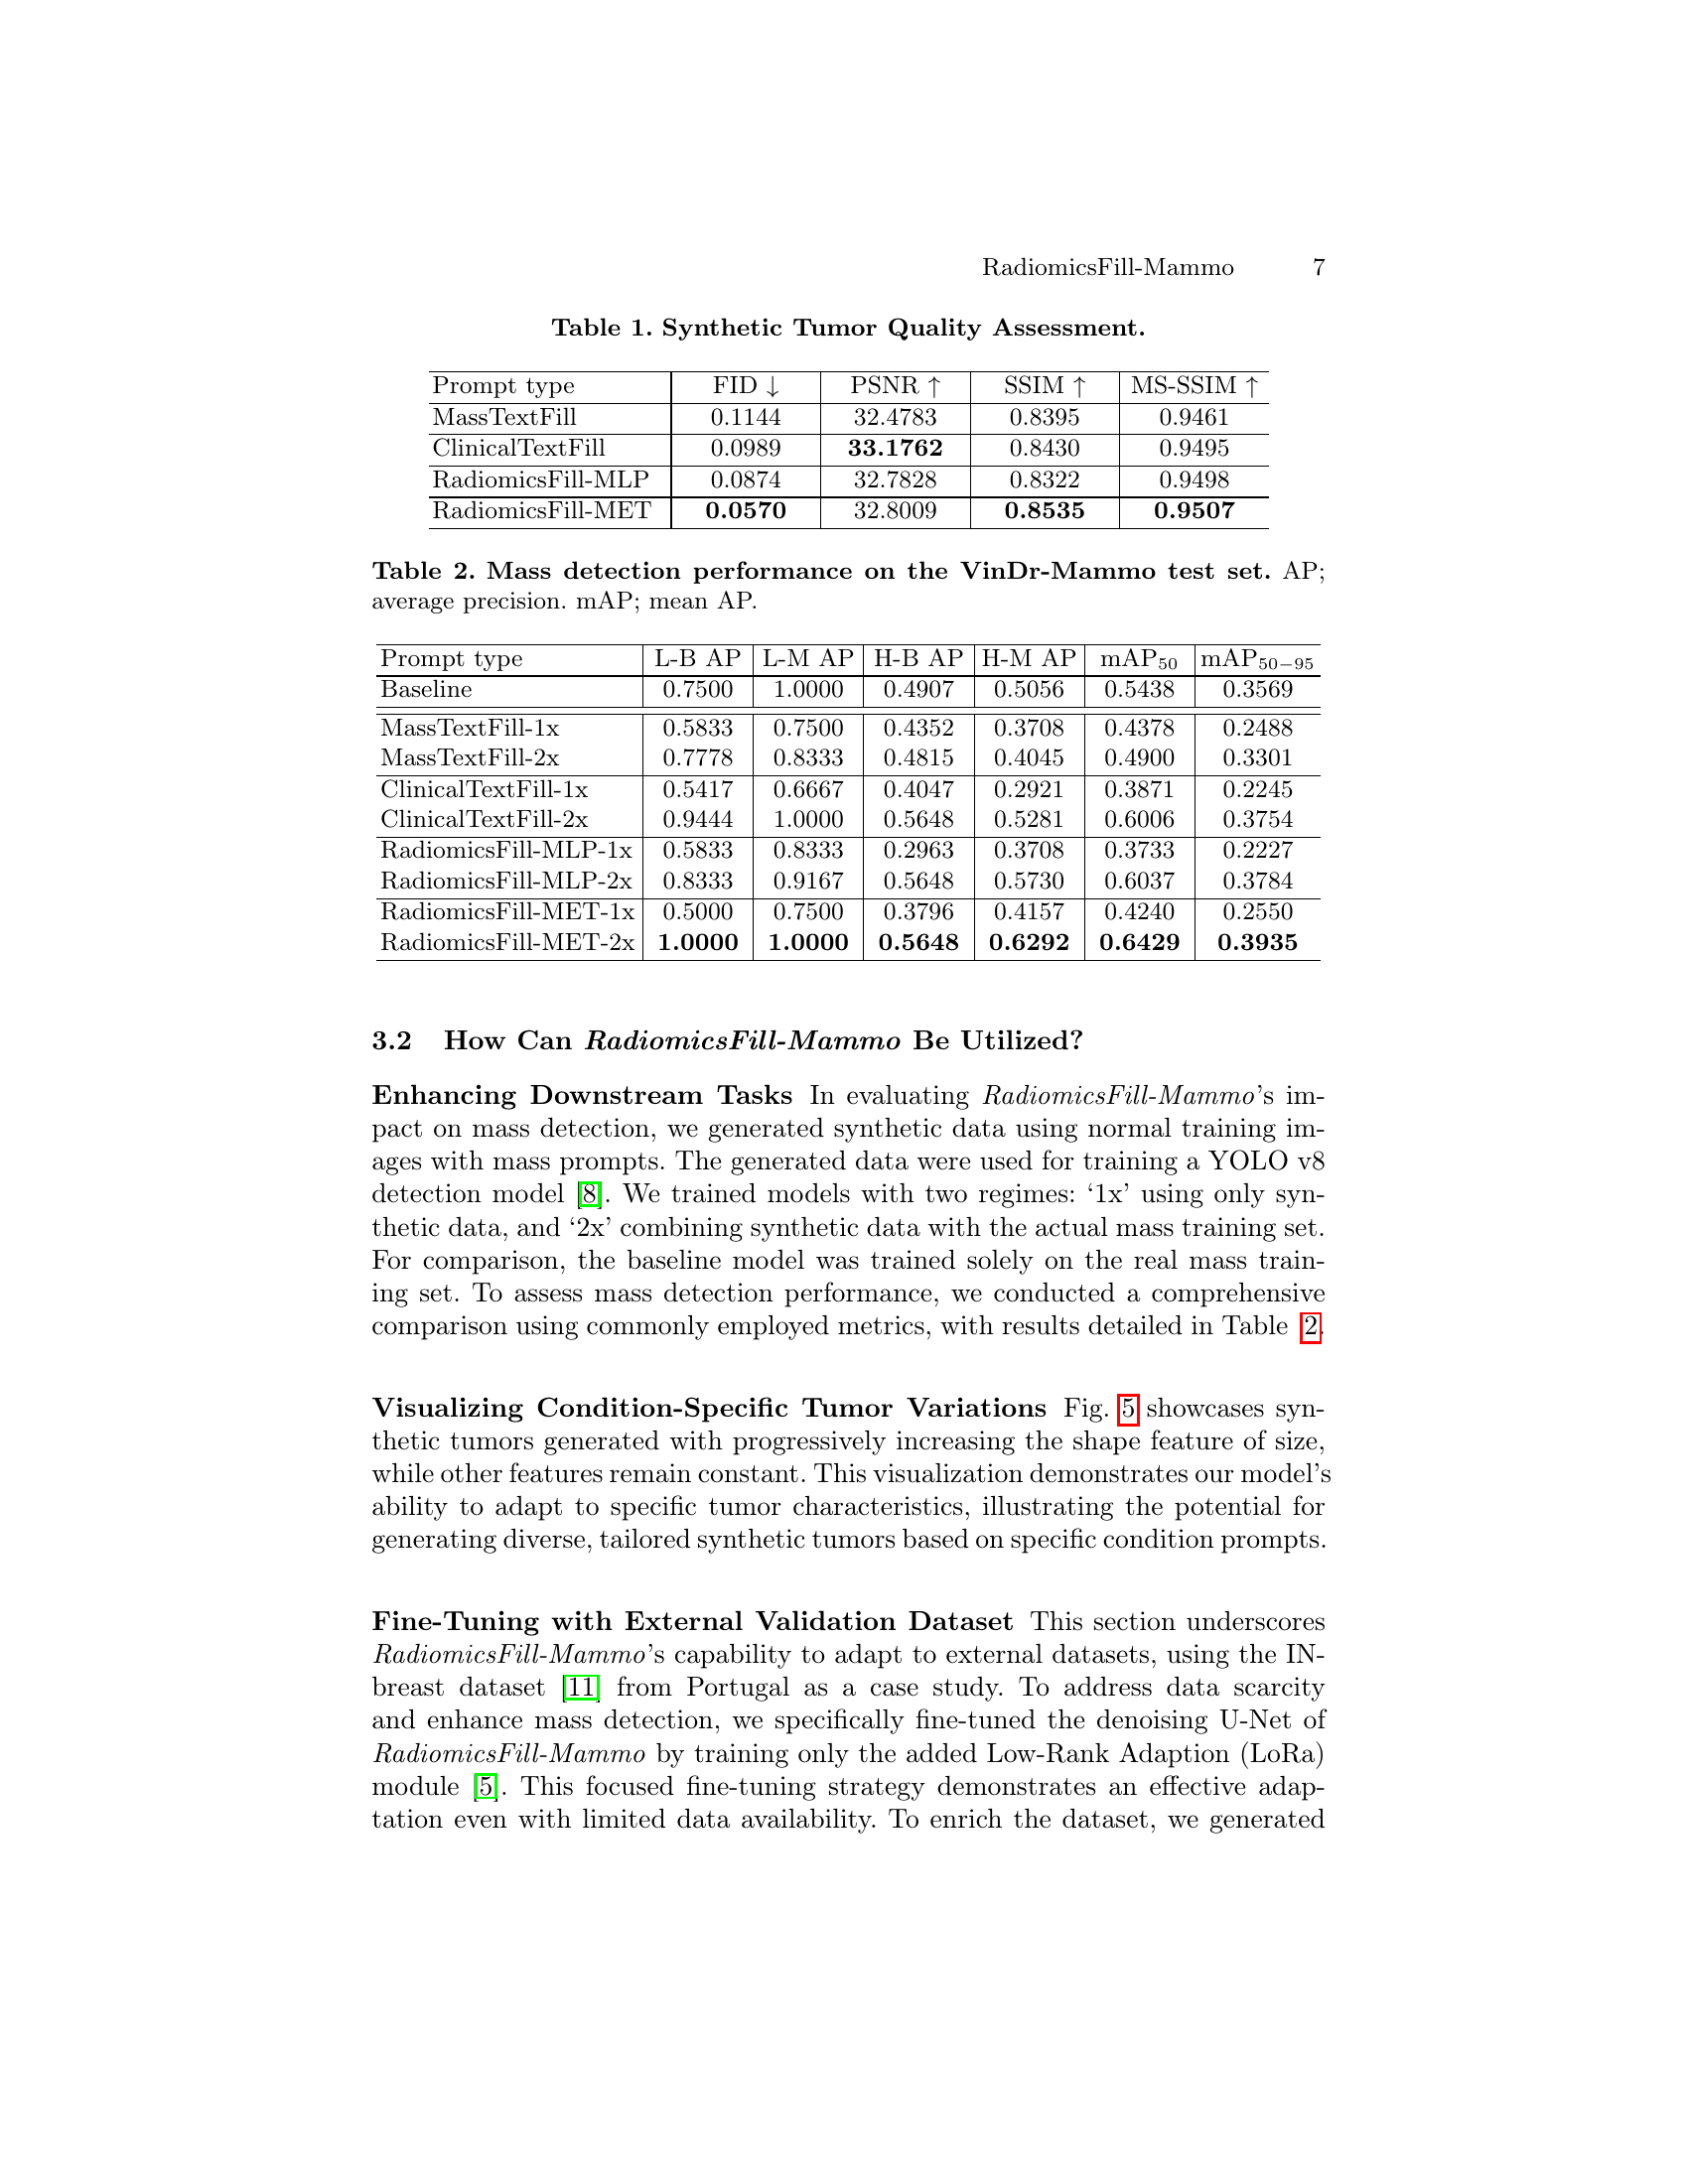 RadiomicsFill-Mammo 7
Table 1. Synthetic Tumor Quality Assessment.
Prompt type FID ↓ PSNR ↑ SSIM ↑ MS-SSIM ↑
MassTextFill 0.1144 32.4783 0.8395 0.9461
ClinicalTextFill 0.0989 33.1762 0.8430 0.9495
RadiomicsFill-MLP 0.0874 32.7828 0.8322 0.9498
RadiomicsFill-MET 0.0570 32.8009 0.8535 0.9507
Table 2. Mass detection performance on the VinDr-Mammo test set. AP;
average precision. mAP; mean AP.
Prompt type L-B AP L-M AP H-B AP H-M AP mAP50 mAP50−95
Baseline 0.7500 1.0000 0.4907 0.5056 0.5438 0.3569
MassTextFill-1x 0.5833 0.7500 0.4352 0.3708 0.4378 0.2488
MassTextFill-2x 0.7778 0.8333 0.4815 0.4045 0.4900 0.3301
ClinicalTextFill-1x 0.5417 0.6667 0.4047 0.2921 0.3871 0.2245
ClinicalTextFill-2x 0.9444 1.0000 0.5648 0.5281 0.6006 0.3754
RadiomicsFill-MLP-1x 0.5833 0.8333 0.2963 0.3708 0.3733 0.2227
RadiomicsFill-MLP-2x 0.8333 0.9167 0.5648 0.5730 0.6037 0.3784
RadiomicsFill-MET-1x 0.5000 0.7500 0.3796 0.4157 0.4240 0.2550
RadiomicsFill-MET-2x 1.0000 1.0000 0.5648 0.6292 0.6429 0.3935
3.2 How Can RadiomicsFill-Mammo Be Utilized?
Enhancing Downstream Tasks In evaluating RadiomicsFill-Mammo's im-
pact on mass detection, we generated synthetic data using normal training im-
ages with mass prompts. The generated data were used for training a YOLO v8
detection model [8]. We trained models with two regimes: '1x' using only syn-
thetic data, and '2x' combining synthetic data with the actual mass training set.
For comparison, the baseline model was trained solely on the real mass train-
ing set. To assess mass detection performance, we conducted a comprehensive
comparison using commonly employed metrics, with results detailed in Table 2.
Visualizing Condition-Specific Tumor Variations Fig. 5 showcases syn-
thetic tumors generated with progressively increasing the shape feature of size,
while other features remain constant. This visualization demonstrates our model's
ability to adapt to specific tumor characteristics, illustrating the potential for
generating diverse, tailored synthetic tumors based on specific condition prompts.
Fine-Tuning with External Validation Dataset This section underscores
RadiomicsFill-Mammo's capability to adapt to external datasets, using the IN-
breast dataset [11] from Portugal as a case study. To address data scarcity
and enhance mass detection, we specifically fine-tuned the denoising U-Net of
RadiomicsFill-Mammo by training only the added Low-Rank Adaption (LoRa)
module [5]. This focused fine-tuning strategy demonstrates an effective adap-
tation even with limited data availability. To enrich the dataset, we generated